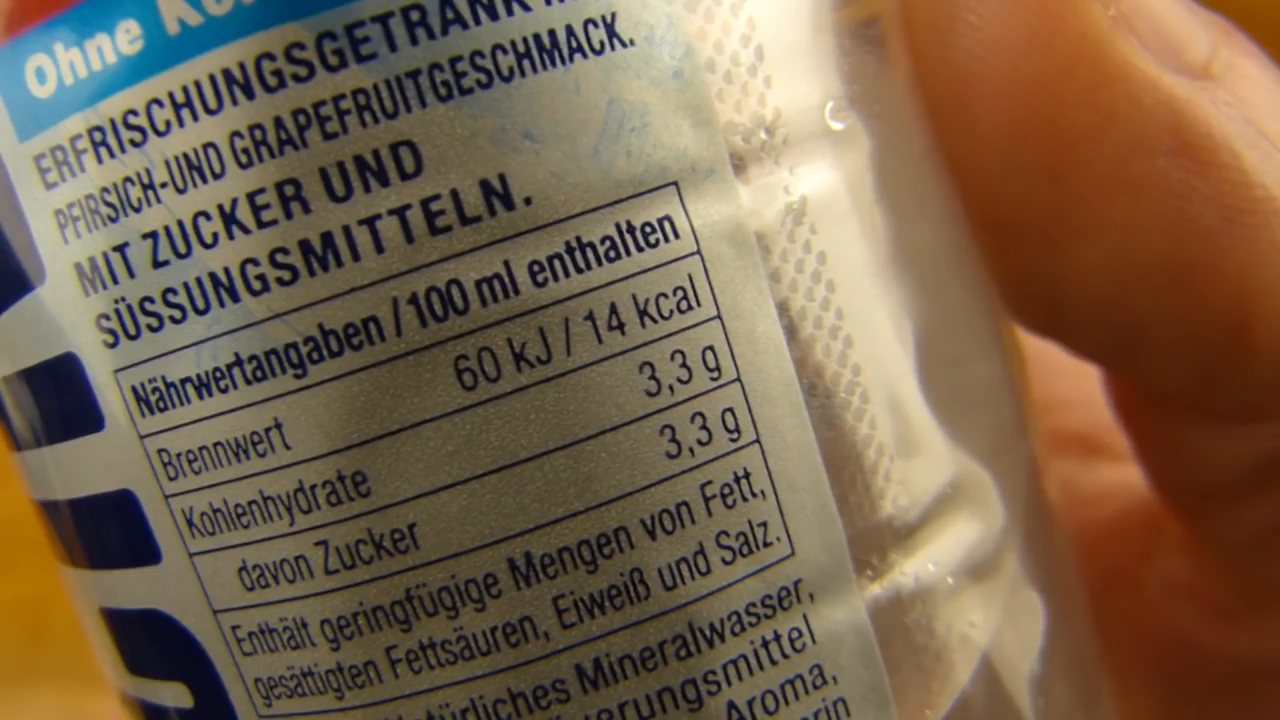 Ohne
ERFRISCHUNGSGETRÄNK
PFIRSICH-UND GRAPEFRUITGESCHMACK.
MIT ZUCKER UND
SÜSSUNGSMITTELN.
Nährwertangaben / 100 ml enthalten
Brennwert 60 kJ / 14 kcal
Kohlenhydrate 3,3 g
davon Zucker 3,3 g
Enthält geringfügige Mengen von Fett,
gesättigten Fettsäuren, Eiweiß und Salz.
Mineralwasser,
Aroma,